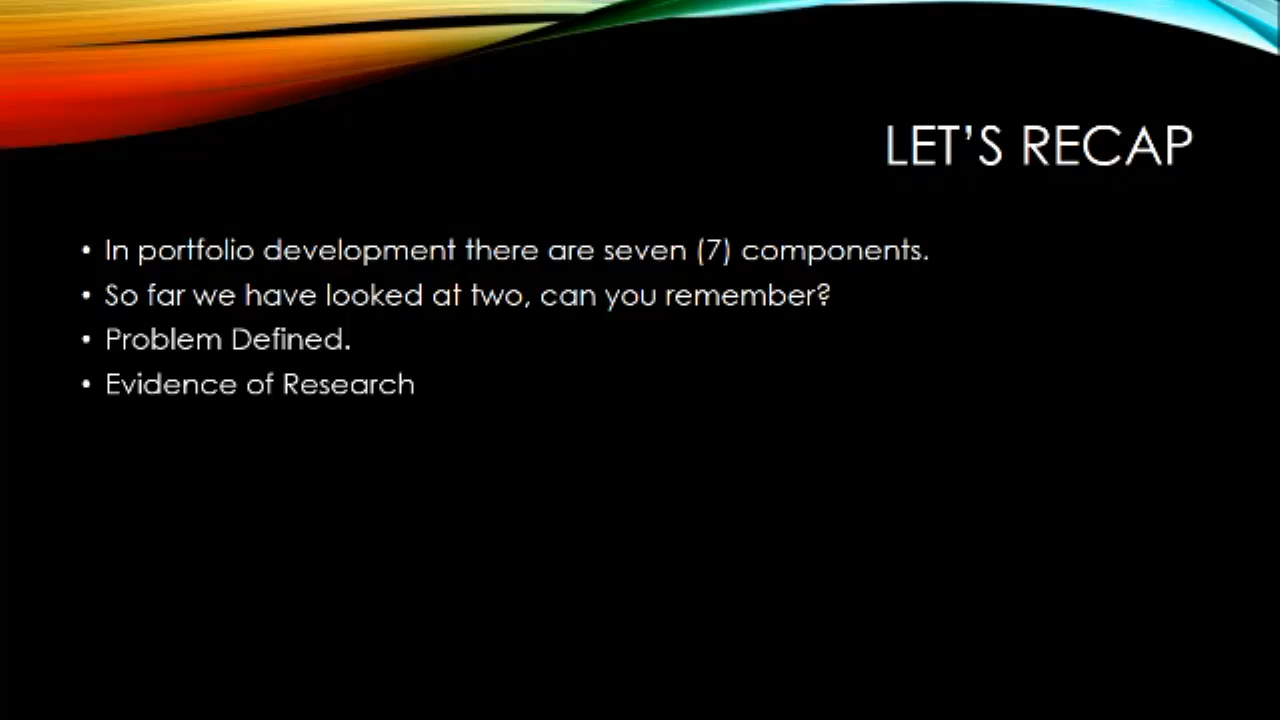 LET'S RECAP
• In portfolio development there are seven (7) components.
• So far we have looked at two, can you remember?
• Problem Defined.
• Evidence of Research